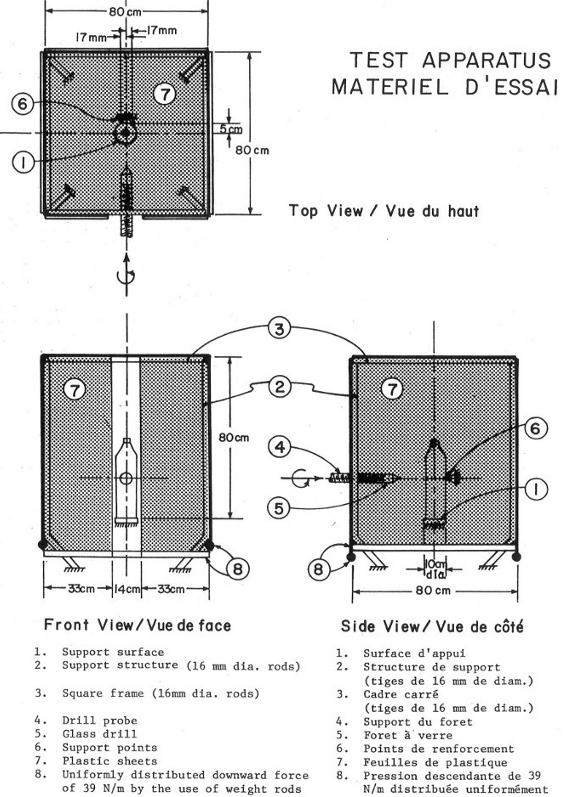 80 cm
17mm
17mm
TEST APPARATUS
MATERIEL D'ESSAI
7
6
5cm
80 cm
1
Top View / Vue du haut
3
7
2
7
80cm
4
6
5
1
8
8
10cm
dia.
33cm
14cm
33cm
80 cm
Front View/Vue de face
1. Support surface
2. Support structure (16 mm dia. rods)
3. Square frame (16mm dia. rods)
4. Drill probe
5. Glass drill
6. Support points
7. Plastic sheets
8. Uniformly distributed downward force
of 39 N/m by the use of weight rods
Side View/Vue de côté
1. Surface d'appui
2. Structure de support
(tiges de 16 mm de diam.)
3. Cadre carré
(tiges de 16 mm de diam.)
4. Support du foret
5. Foret à verre
6. Points de renforcement
7. Feuilles de plastique
8. Pression descendante de 39
N/m distribuée uniformément